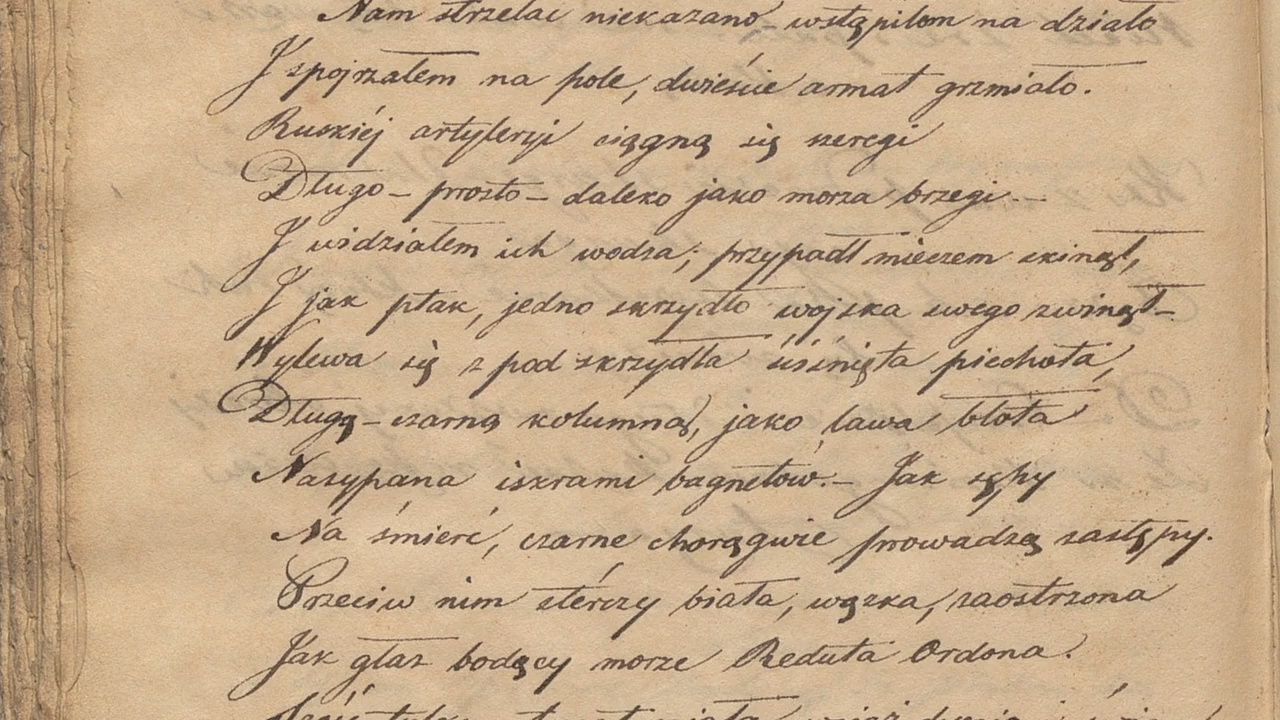 Nam strzelać niekazano – wstąpiłem na działo
I spojrzałem na pole, dwieście armat grzmiało.
Ruskiéj artyleryi ciągną się szeregi
Długo – prosto – daleko jako morza brzegi...
I widziałem ich wodza; przypadł mieczem skinął,
I jak ptak, jedno skrzydło wojska swego zwinął –
Wylewa się z pod skrzydła ściśnięta piechota,
Długą – czarną kolumną, jako lawa błota
Nasypana iskrami bagnetów. – Jak sępy
Na śmierć, czarne chorągwie prowadzą zastępy.
Przeciw nim stérczy biała, wązka, zaostrzona
Jak głaz bodący morze Reduta Ordona.